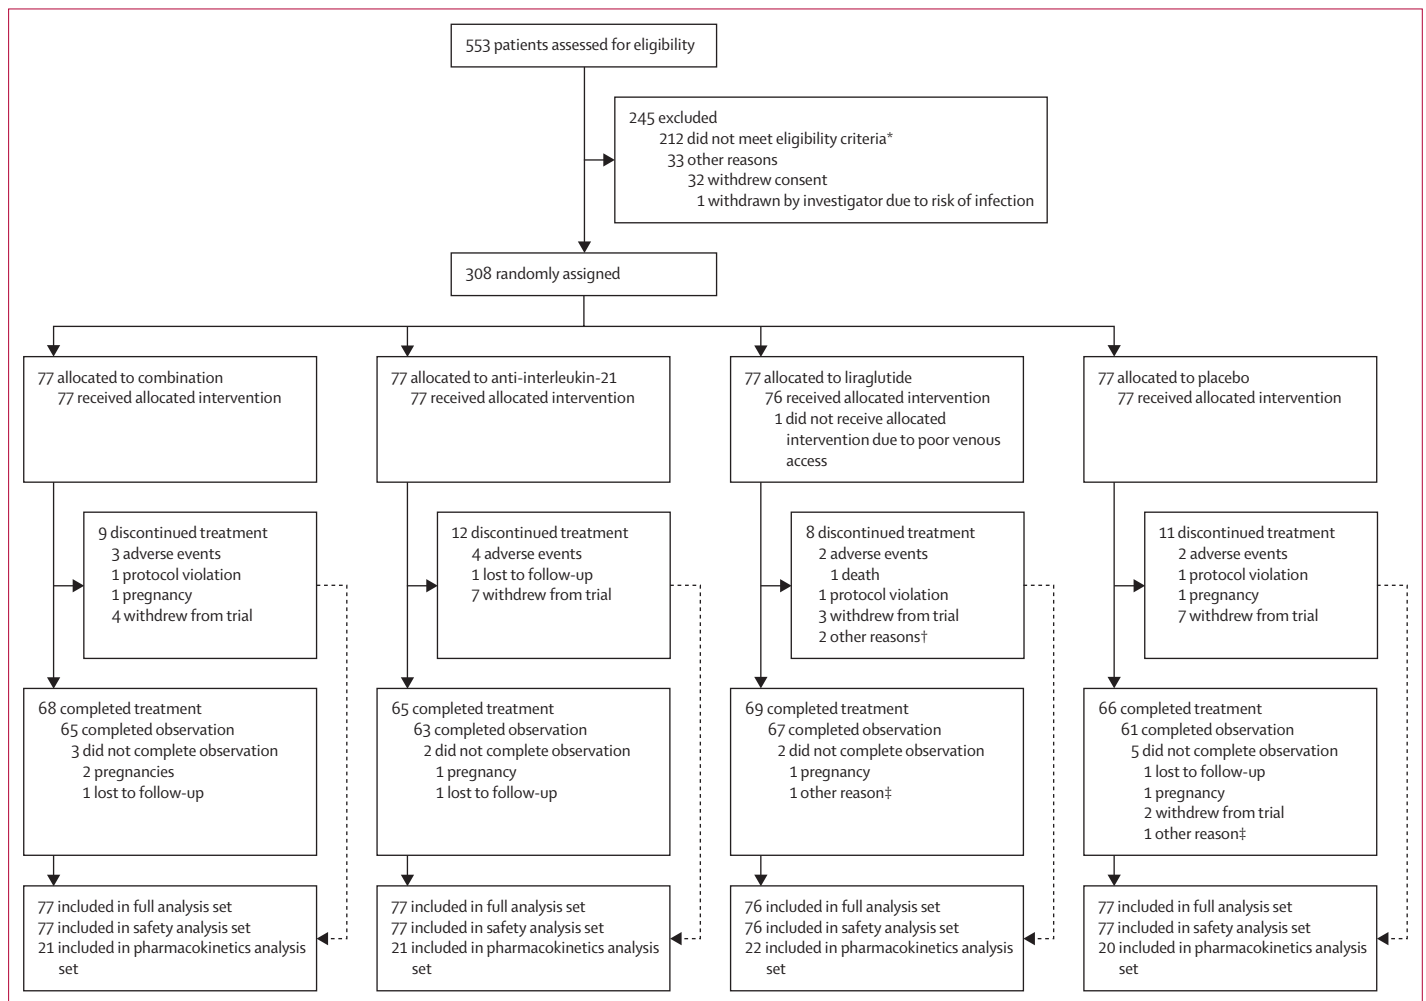 553 patients assessed for eligibility
245 excluded
212 did not meet eligibility criteria*
33 other reasons
32 withdrew consent
1 withdrawn by investigator due to risk of infection
308 randomly assigned
77 allocated to combination
77 received allocated intervention
77 allocated to anti-interleukin-21
77 received allocated intervention
77 allocated to liraglutide
76 received allocated intervention
1 did not receive allocated
intervention due to poor venous
access
77 allocated to placebo
77 received allocated intervention
9 discontinued treatment
3 adverse events
1 protocol violation
1 pregnancy
4 withdrew from trial
12 discontinued treatment
4 adverse events
1 lost to follow-up
7 withdrew from trial
8 discontinued treatment
2 adverse events
1 death
1 protocol violation
3 withdrew from trial
2 other reasons†
11 discontinued treatment
2 adverse events
1 protocol violation
1 pregnancy
7 withdrew from trial
68 completed treatment
65 completed observation
3 did not complete observation
2 pregnancies
1 lost to follow-up
65 completed treatment
63 completed observation
2 did not complete observation
1 pregnancy
1 lost to follow-up
69 completed treatment
67 completed observation
2 did not complete observation
1 pregnancy
1 other reason‡
66 completed treatment
61 completed observation
5 did not complete observation
1 lost to follow-up
1 pregnancy
2 withdrew from trial
1 other reason‡
77 included in full analysis set
77 included in safety analysis set
21 included in pharmacokinetics analysis
set
77 included in full analysis set
77 included in safety analysis set
21 included in pharmacokinetics analysis
set
76 included in full analysis set
76 included in safety analysis set
22 included in pharmacokinetics analysis
set
77 included in full analysis set
77 included in safety analysis set
20 included in pharmacokinetics analysis
set